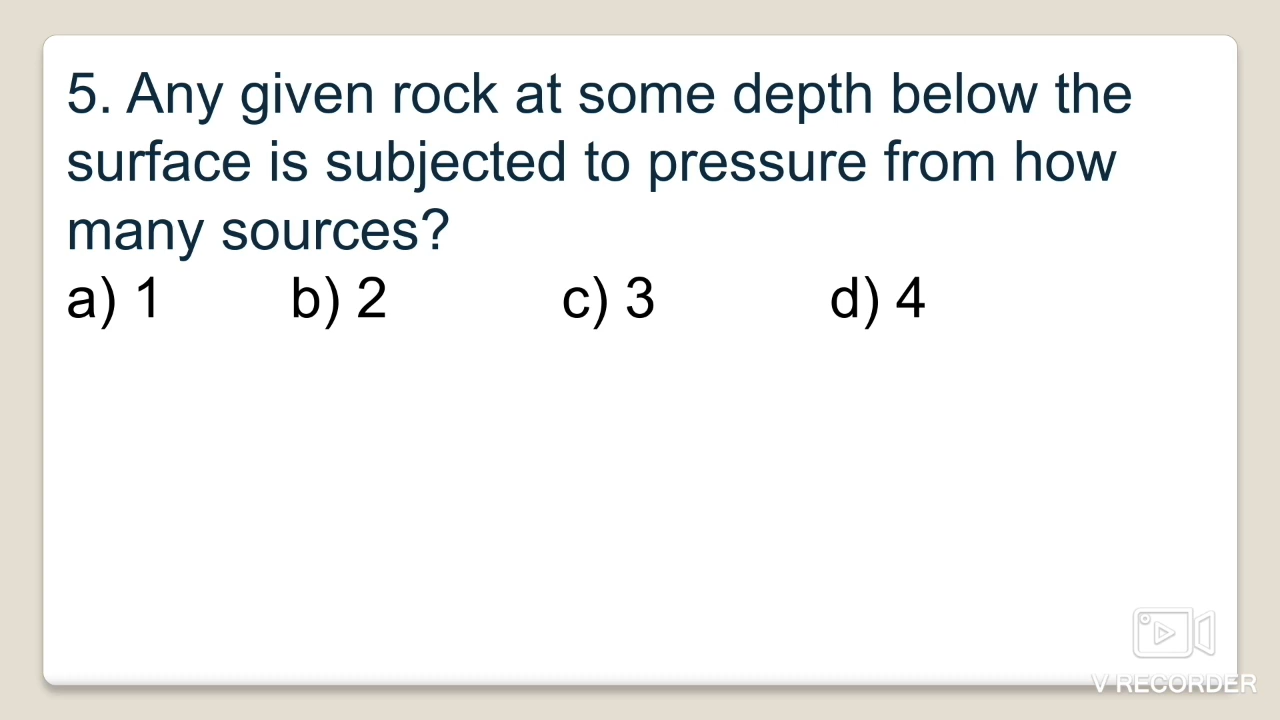 5. Any given rock at some depth below the
surface is subjected to pressure from how
many sources?
a) 1 b) 2 c) 3 d) 4
V RECORDER